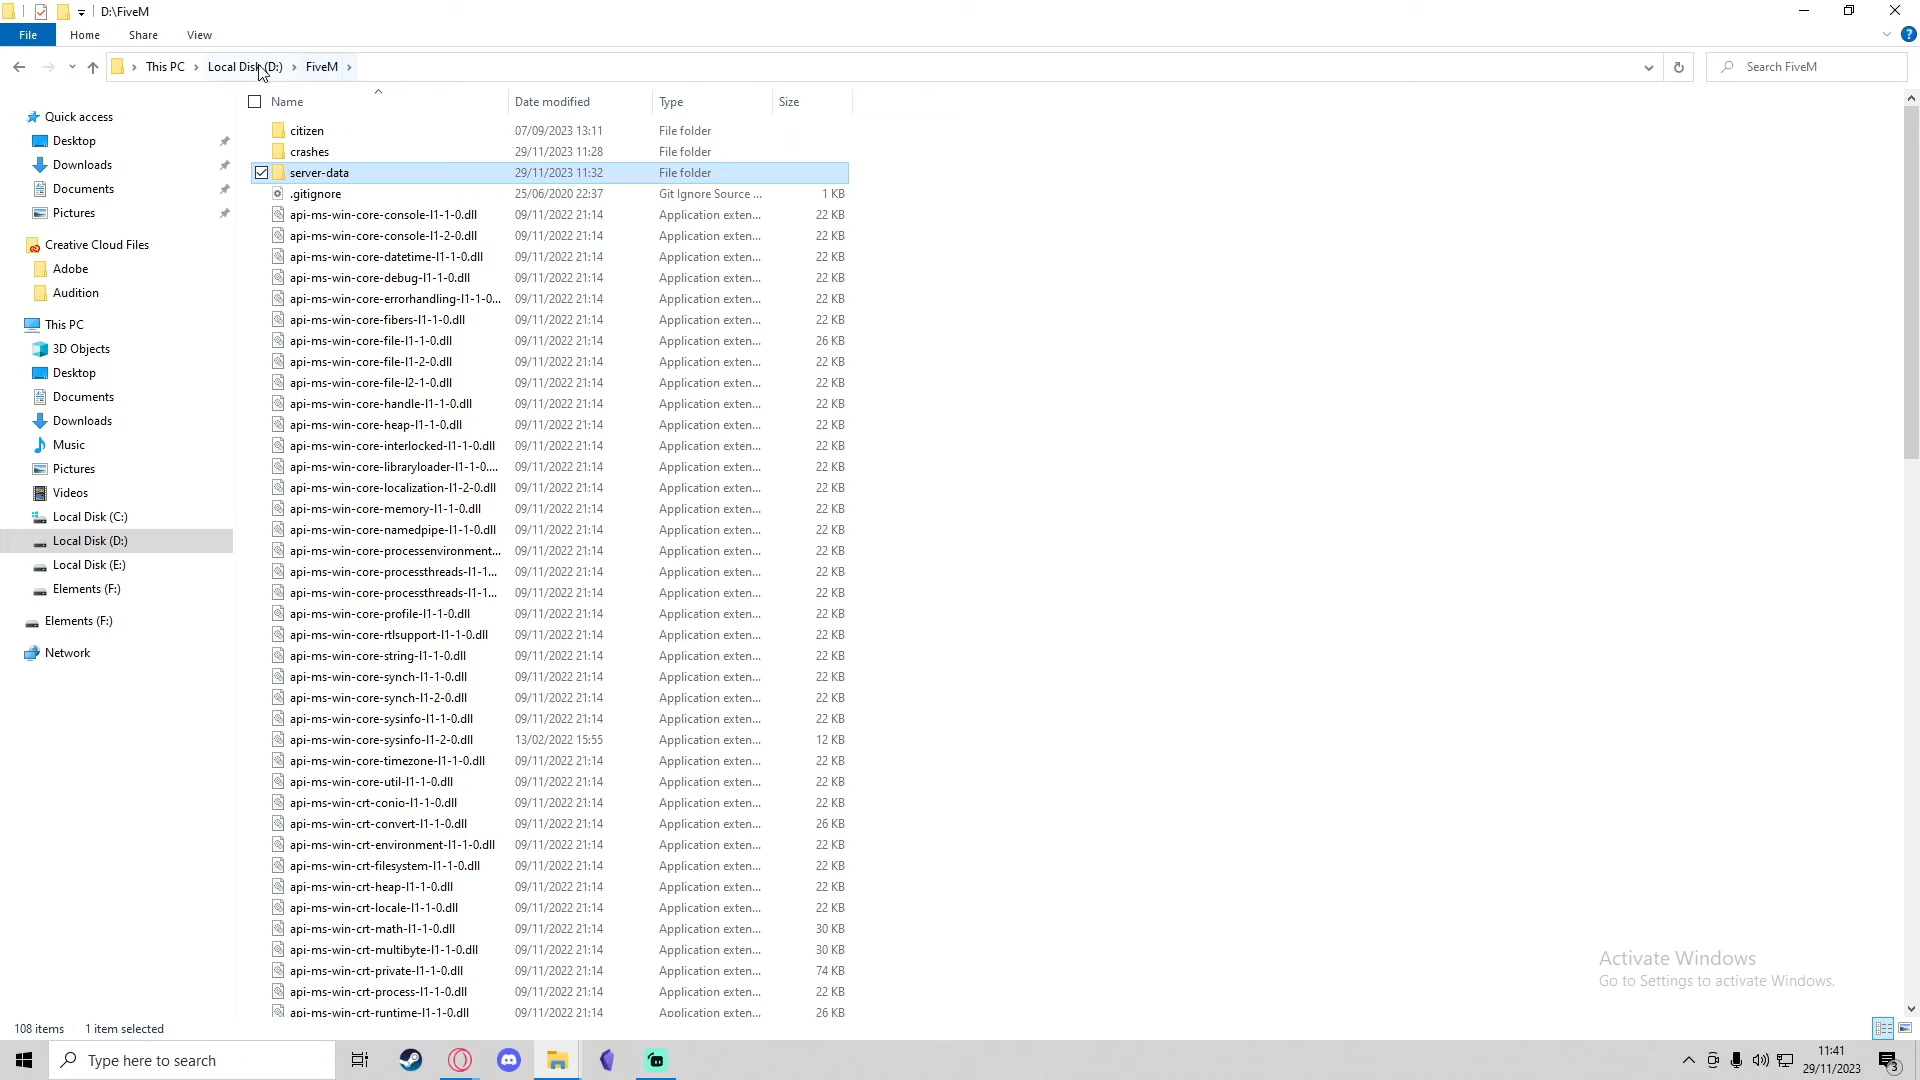 D:\FiveM
File Home Share View
This PC Local Disk (D:) FiveM
Search FiveM
Name Date modified Type Size
Quick access
Desktop
Downloads
Documents
Pictures
Creative Cloud Files
Adobe
Audition
This PC
3D Objects
Desktop
Documents
Downloads
Music
Pictures
Videos
Local Disk (C:)
Local Disk (D:)
Local Disk (E:)
Elements (F:)
Elements (F:)
Network
citizen 07/09/2023 13:11 File folder
crashes 29/11/2023 11:28 File folder
server-data 29/11/2023 11:32 File folder
.gitignore 25/06/2020 22:37 Git Ignore Source ... 1 KB
api-ms-win-core-console-l1-1-0.dll 09/11/2022 21:14 Application exten... 22 KB
api-ms-win-core-console-l1-2-0.dll 09/11/2022 21:14 Application exten... 22 KB
api-ms-win-core-datetime-l1-1-0.dll 09/11/2022 21:14 Application exten... 22 KB
api-ms-win-core-debug-l1-1-0.dll 09/11/2022 21:14 Application exten... 22 KB
api-ms-win-core-errorhandling-l1-1-0... 09/11/2022 21:14 Application exten... 22 KB
api-ms-win-core-fibers-l1-1-0.dll 09/11/2022 21:14 Application exten... 22 KB
api-ms-win-core-file-l1-1-0.dll 09/11/2022 21:14 Application exten... 26 KB
api-ms-win-core-file-l1-2-0.dll 09/11/2022 21:14 Application exten... 22 KB
api-ms-win-core-file-l2-1-0.dll 09/11/2022 21:14 Application exten... 22 KB
api-ms-win-core-handle-l1-1-0.dll 09/11/2022 21:14 Application exten... 22 KB
api-ms-win-core-heap-l1-1-0.dll 09/11/2022 21:14 Application exten... 22 KB
api-ms-win-core-interlocked-l1-1-0.dll 09/11/2022 21:14 Application exten... 22 KB
api-ms-win-core-libraryloader-l1-1-0.... 09/11/2022 21:14 Application exten... 22 KB
api-ms-win-core-localization-l1-2-0.dll 09/11/2022 21:14 Application exten... 22 KB
api-ms-win-core-memory-l1-1-0.dll 09/11/2022 21:14 Application exten... 22 KB
api-ms-win-core-namedpipe-l1-1-0.dll 09/11/2022 21:14 Application exten... 22 KB
api-ms-win-core-processenvironment... 09/11/2022 21:14 Application exten... 22 KB
api-ms-win-core-processthreads-l1-1... 09/11/2022 21:14 Application exten... 22 KB
api-ms-win-core-processthreads-l1-1... 09/11/2022 21:14 Application exten... 22 KB
api-ms-win-core-profile-l1-1-0.dll 09/11/2022 21:14 Application exten... 22 KB
api-ms-win-core-rtlsupport-l1-1-0.dll 09/11/2022 21:14 Application exten... 22 KB
api-ms-win-core-string-l1-1-0.dll 09/11/2022 21:14 Application exten... 22 KB
api-ms-win-core-synch-l1-1-0.dll 09/11/2022 21:14 Application exten... 22 KB
api-ms-win-core-synch-l1-2-0.dll 09/11/2022 21:14 Application exten... 22 KB
api-ms-win-core-sysinfo-l1-1-0.dll 09/11/2022 21:14 Application exten... 22 KB
api-ms-win-core-sysinfo-l1-2-0.dll 13/02/2022 15:55 Application exten... 12 KB
api-ms-win-core-timezone-l1-1-0.dll 09/11/2022 21:14 Application exten... 22 KB
api-ms-win-core-util-l1-1-0.dll 09/11/2022 21:14 Application exten... 22 KB
api-ms-win-crt-conio-l1-1-0.dll 09/11/2022 21:14 Application exten... 22 KB
api-ms-win-crt-convert-l1-1-0.dll 09/11/2022 21:14 Application exten... 26 KB
api-ms-win-crt-environment-l1-1-0.dll 09/11/2022 21:14 Application exten... 22 KB
api-ms-win-crt-filesystem-l1-1-0.dll 09/11/2022 21:14 Application exten... 22 KB
api-ms-win-crt-heap-l1-1-0.dll 09/11/2022 21:14 Application exten... 22 KB
api-ms-win-crt-locale-l1-1-0.dll 09/11/2022 21:14 Application exten... 22 KB
api-ms-win-crt-math-l1-1-0.dll 09/11/2022 21:14 Application exten... 30 KB
api-ms-win-crt-multibyte-l1-1-0.dll 09/11/2022 21:14 Application exten... 30 KB
api-ms-win-crt-private-l1-1-0.dll 09/11/2022 21:14 Application exten... 74 KB
api-ms-win-crt-process-l1-1-0.dll 09/11/2022 21:14 Application exten... 22 KB
api-ms-win-crt-runtime-l1-1-0.dll 09/11/2022 21:14 Application exten... 26 KB
Activate Windows
Go to Settings to activate Windows.
108 items 1 item selected
Type here to search
11:41
29/11/2023
3